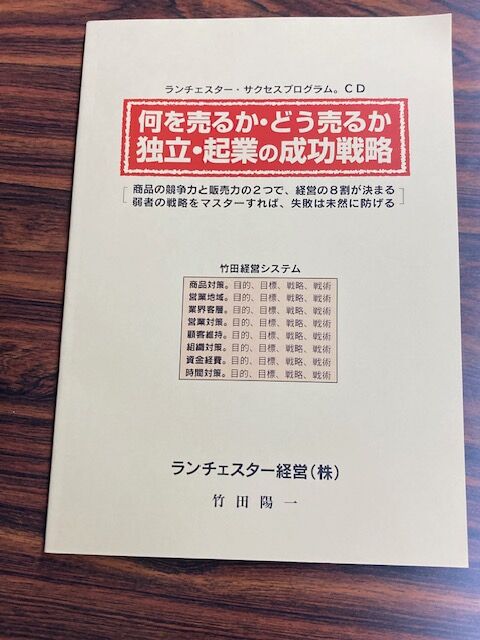 ランチェスター・サクセスプログラム。CD
何を売るか・どう売るか
独立・起業の成功戦略
商品の競争力と販売力の2つで、経営の8割が決まる
弱者の戦略をマスターすれば、失敗は未然に防げる
竹田経営システム
商品対策。目的、目標、戦略、戦術
営業地域。目的、目標、戦略、戦術
業界客層。目的、目標、戦略、戦術
営業対策。目的、目標、戦略、戦術
顧客維持。目的、目標、戦略、戦術
組織対策。目的、目標、戦略、戦術
資金経費。目的、目標、戦略、戦術
時間対策。目的、目標、戦略、戦術
ランチェスター経営(株)
竹田陽一